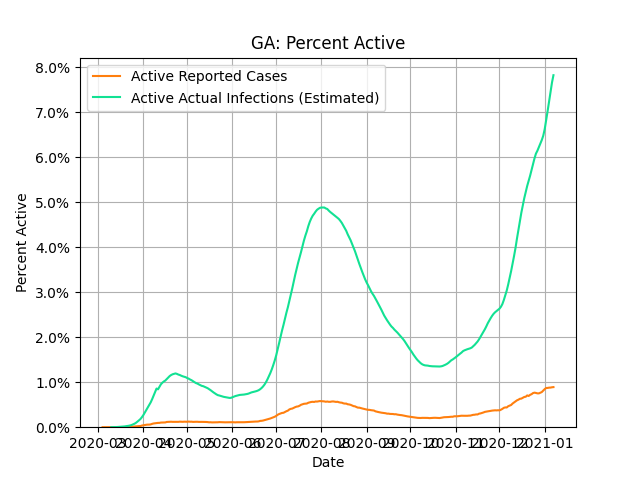 GA: Percent Active
Active Reported Cases
Active Actual Infections (Estimated)
8.0%
7.0%
6.0%
5.0%
4.0%
3.0%
2.0%
1.0%
0.0%
Percent Active
2020-03 2020-04 2020-05 2020-06 2020-07 2020-08 2020-09 2020-10 2020-11 2020-12 2021-01
Date